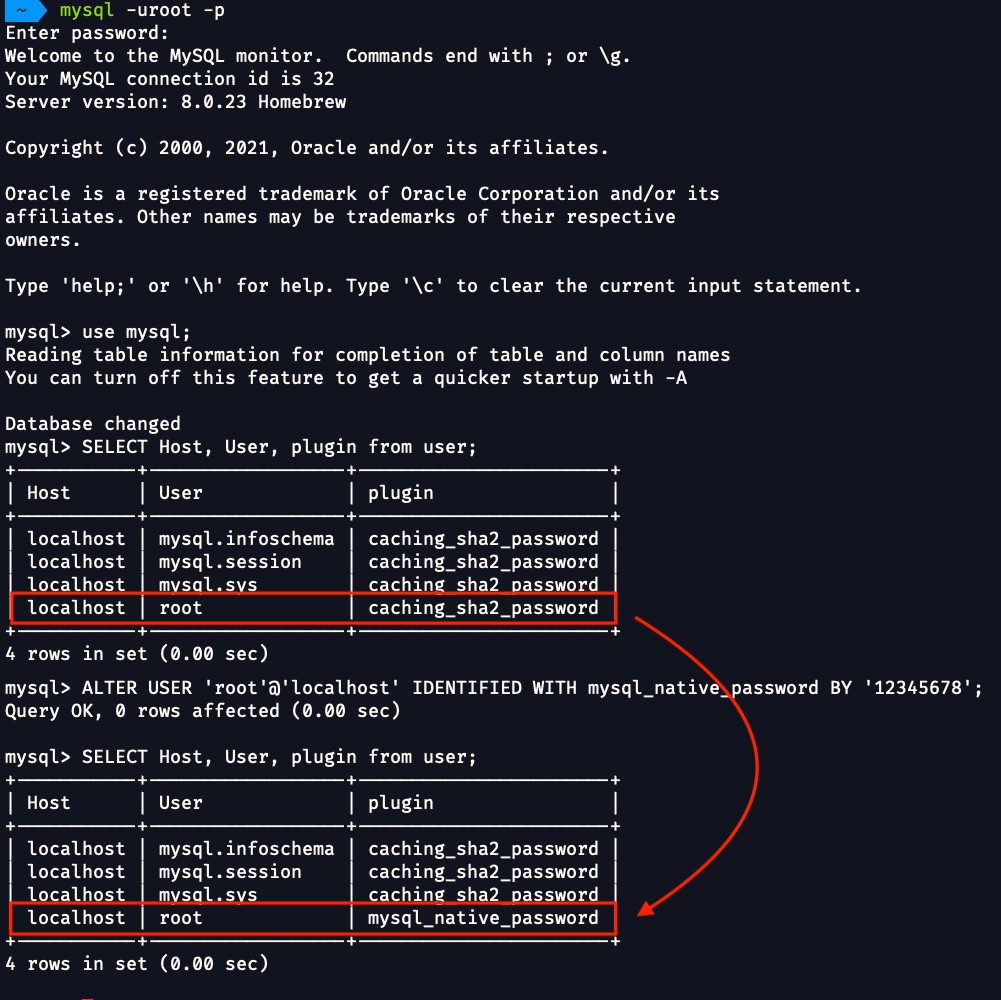 ~ mysql -uroot -p
Enter password:
Welcome to the MySQL monitor.  Commands end with ; or \g.
Your MySQL connection id is 32
Server version: 8.0.23 Homebrew
Copyright (c) 2000, 2021, Oracle and/or its affiliates.
Oracle is a registered trademark of Oracle Corporation and/or its
affiliates. Other names may be trademarks of their respective
owners.
Type 'help;' or '\h' for help. Type '\c' to clear the current input statement.
mysql> use mysql;
Reading table information for completion of table and column names
You can turn off this feature to get a quicker startup with -A
Database changed
mysql> SELECT Host, User, plugin from user;
+-----------+------------------+-----------------------+
| Host      | User             | plugin                |
+-----------+------------------+-----------------------+
| localhost | mysql.infoschema | caching_sha2_password |
| localhost | mysql.session    | caching_sha2_password |
| localhost | mysql.sys        | caching_sha2_password |
| localhost | root             | caching_sha2_password |
+-----------+------------------+-----------------------+
4 rows in set (0.00 sec)
mysql> ALTER USER 'root'@'localhost' IDENTIFIED WITH mysql_native_password BY '12345678';
Query OK, 0 rows affected (0.00 sec)
mysql> SELECT Host, User, plugin from user;
+-----------+------------------+-----------------------+
| Host      | User             | plugin                |
+-----------+------------------+-----------------------+
| localhost | mysql.infoschema | caching_sha2_password |
| localhost | mysql.session    | caching_sha2_password |
| localhost | mysql.sys        | caching_sha2_password |
| localhost | root             | mysql_native_password |
+-----------+------------------+-----------------------+
4 rows in set (0.00 sec)